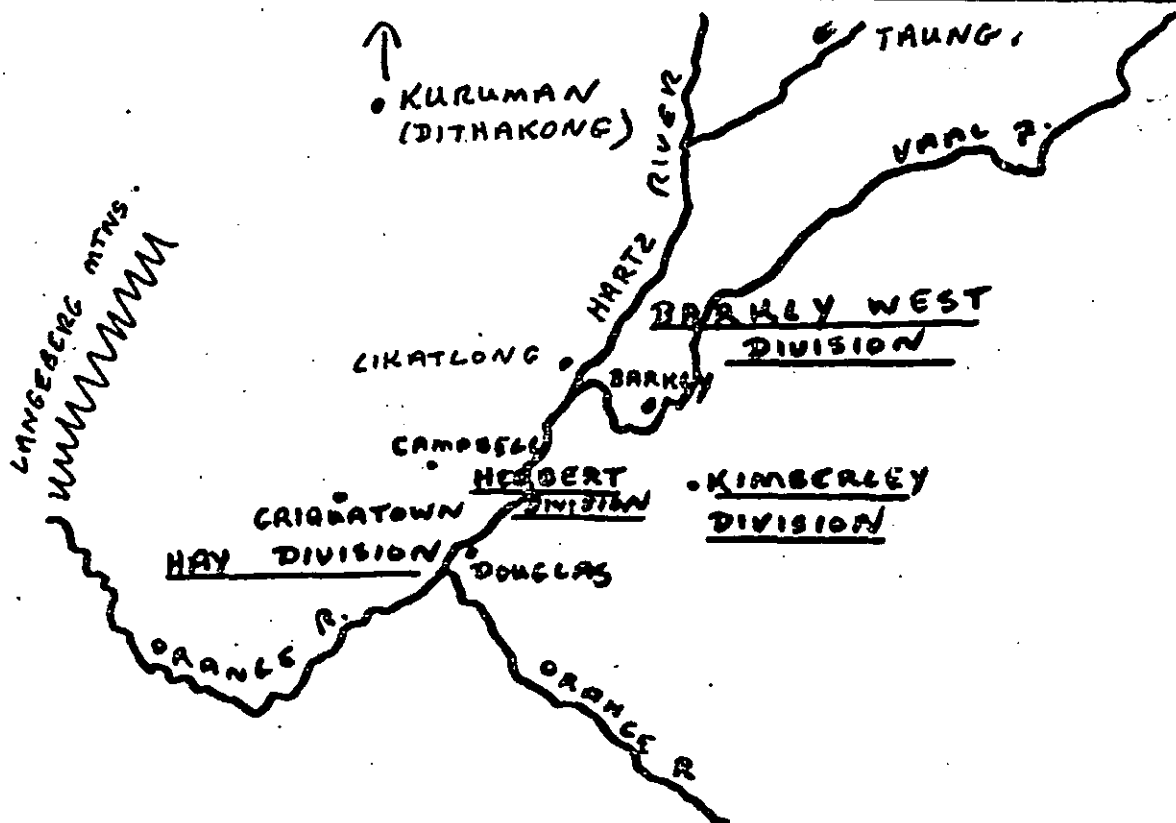 TAUNG.
KURUMAN
(DITHAKONG)
HARTZ RIVER
VAAL R.
LANGEBERG MTNS.
BARKLEY WEST
DIVISION
LIKATLONG
BARKLY
CAMPBELL
HERBERT
DIVISION
KIMBERLEY
DIVISION
GRIQUATOWN
HAY DIVISION
DOUGLAS
ORANGE R.
ORANGE R